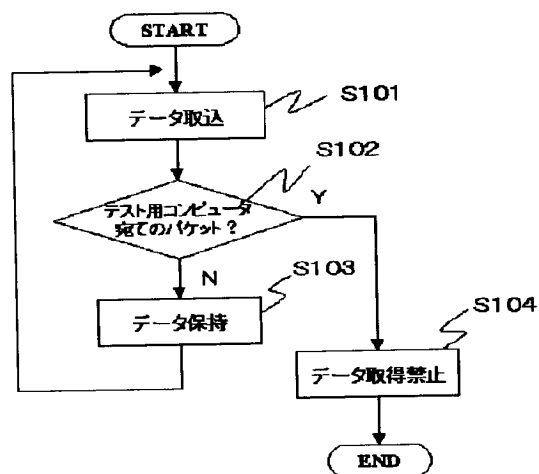 START
データ取込
S101
S102
テスト用コンピュータ
宛てのパケット？
Y
N
S103
データ保持
S104
データ取得禁止
END